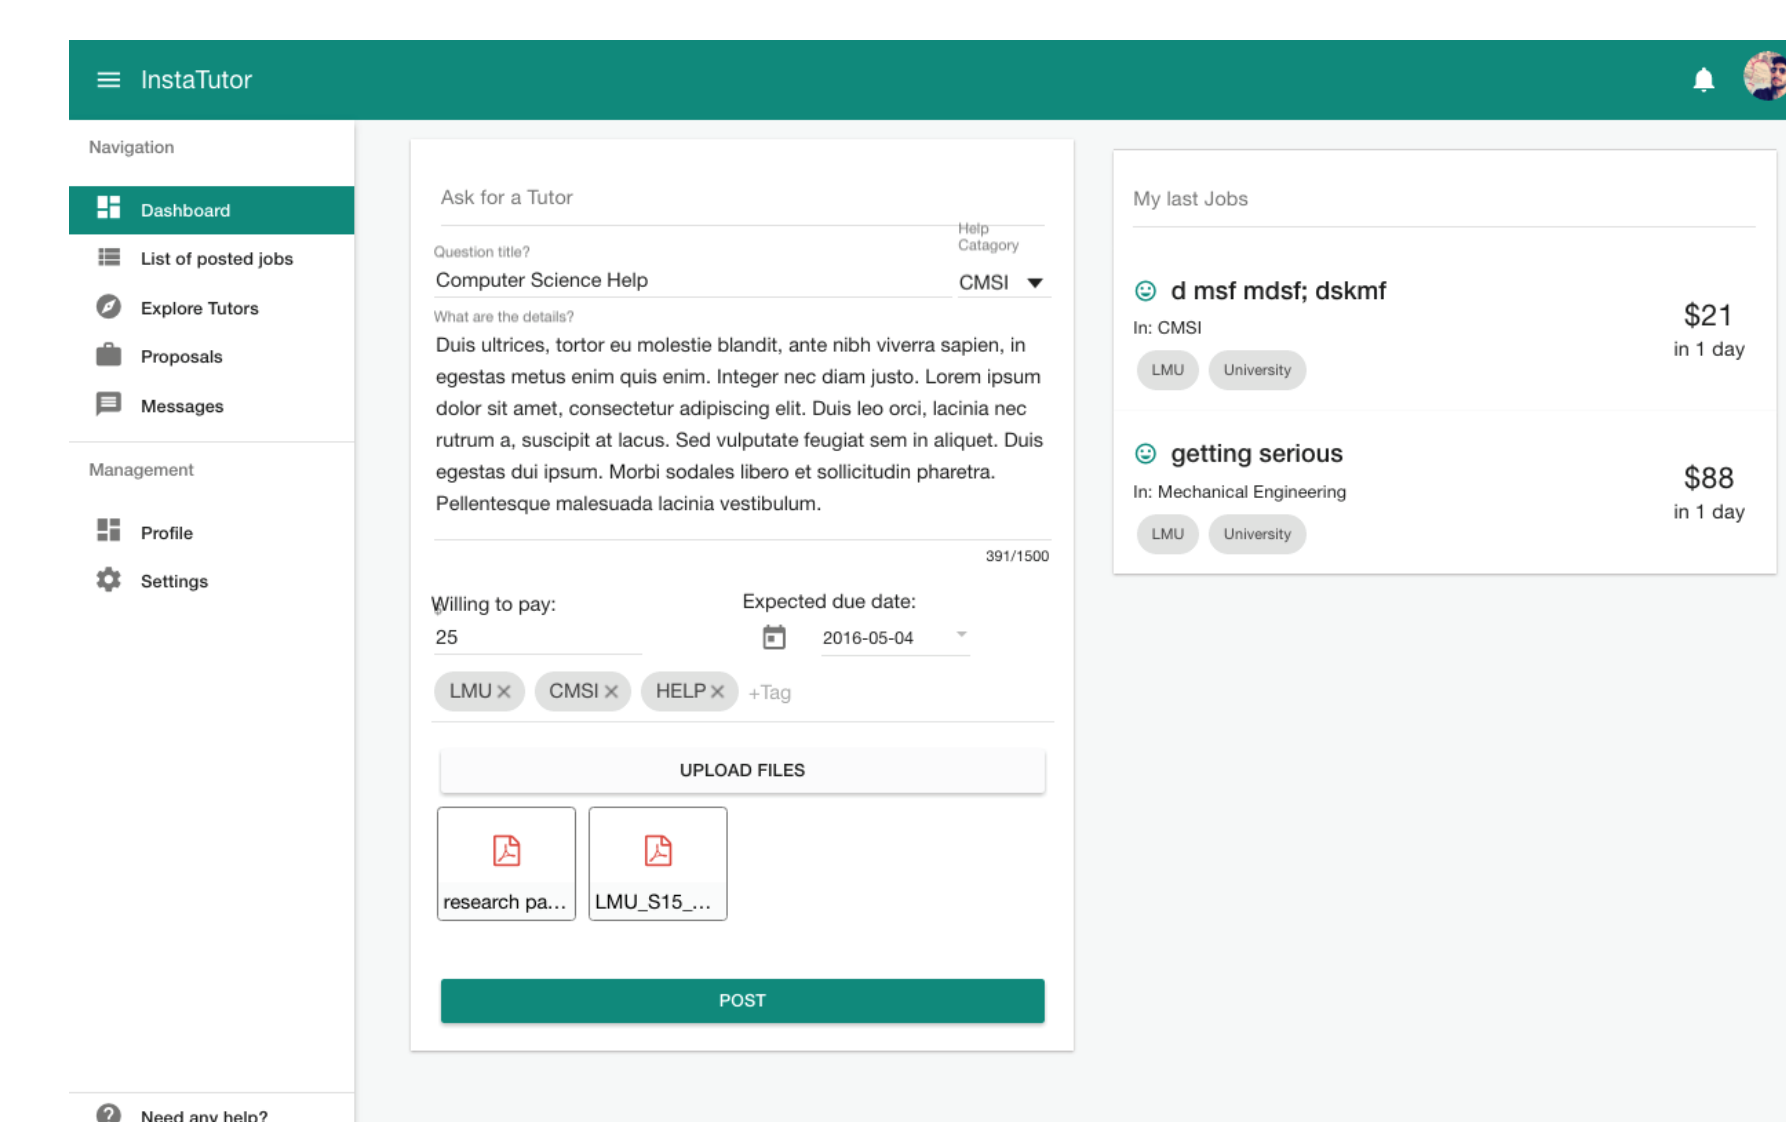 InstaTutor
Navigation
Dashboard
List of posted jobs
Explore Tutors
Proposals
Messages
Management
Profile
Settings
Need any help?
Ask for a Tutor
Question title?
Computer Science Help
Help
Catagory
CMSI
What are the details?
Duis ultrices, tortor eu molestie blandit, ante nibh viverra sapien, in
egestas metus enim quis enim. Integer nec diam justo. Lorem ipsum
dolor sit amet, consectetur adipiscing elit. Duis leo orci, lacinia nec
rutrum a, suscipit at lacus. Sed vulputate feugiat sem in aliquet. Duis
egestas dui ipsum. Morbi sodales libero et sollicitudin pharetra.
Pellentesque malesuada lacinia vestibulum.
391/1500
Willing to pay:
25
Expected due date:
2016-05-04
LMU CMSI HELP +Tag
UPLOAD FILES
research pa...
LMU_S15_...
POST
My last Jobs
d msf mdsf; dskmf
In: CMSI
LMU University
$21
in 1 day
getting serious
In: Mechanical Engineering
LMU University
$88
in 1 day